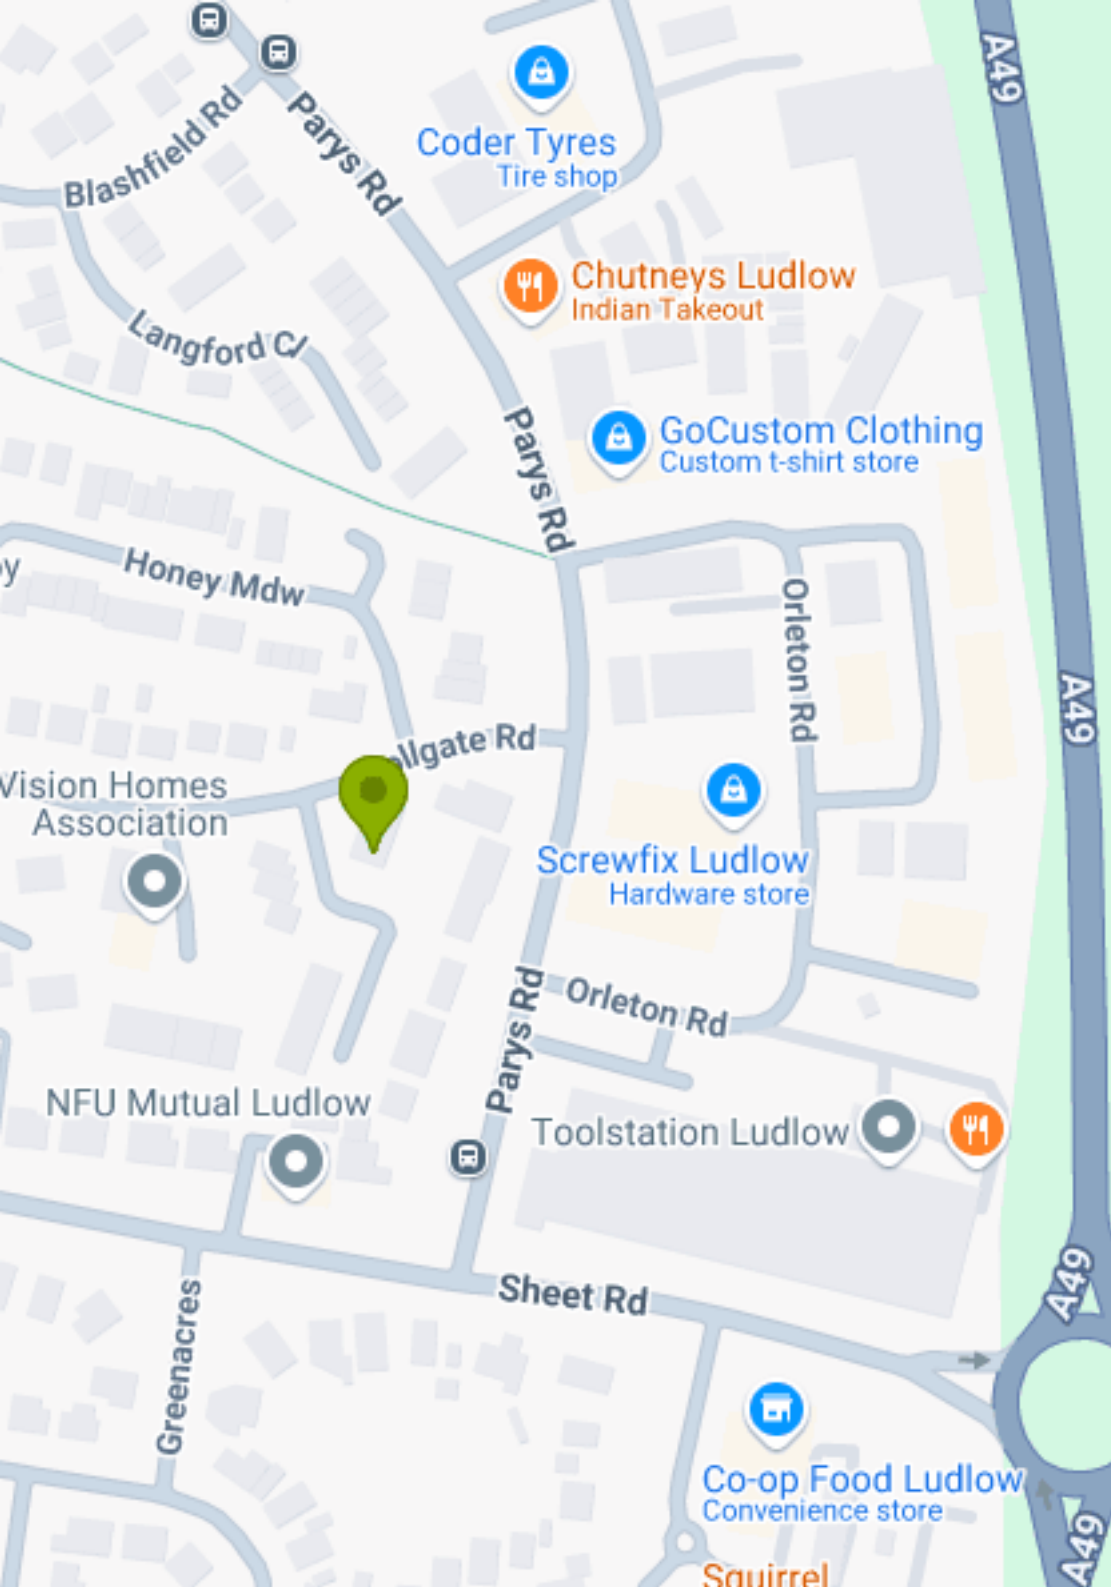 A49
Parys Rd
Blashfield Rd
Coder Tyres
Tire shop
Chutneys Ludlow
Indian Takeout
Langford Cl
GoCustom Clothing
Custom t-shirt store
Parys Rd
Honey Mdw
Orleton Rd
A49
llgate Rd
Vision Homes
Association
Screwfix Ludlow
Hardware store
Orleton Rd
Parys Rd
NFU Mutual Ludlow
Toolstation Ludlow
A49
Sheet Rd
Greenacres
Co-op Food Ludlow
Convenience store
A49
Squirrel